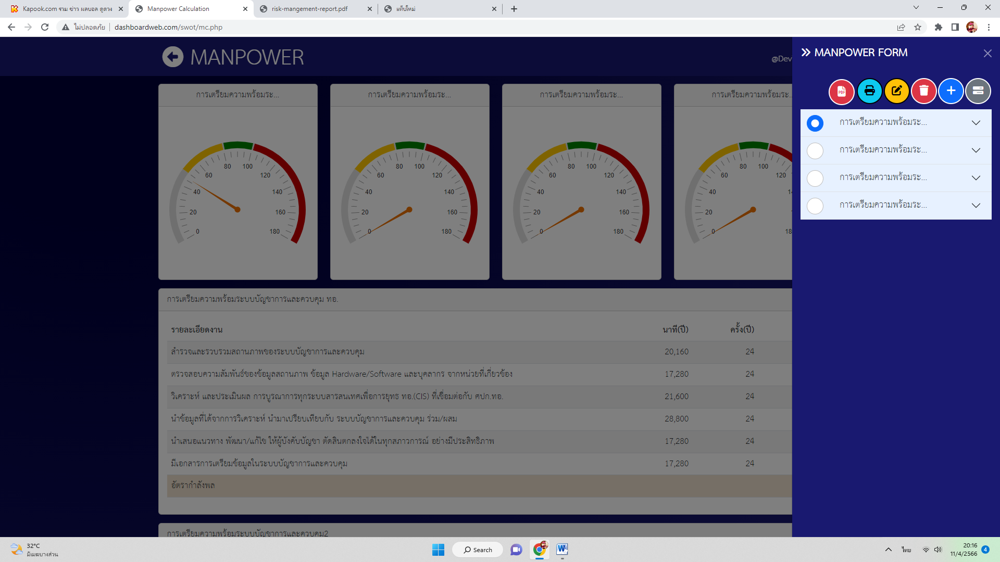 Kapook.com รวม ข่าว ผลบอล ดูดวง
Manpower Calculation
risk-mangement-report.pdf
แท็บใหม่
ไม่ปลอดภัย
dashboardweb.com/swot/mc.php
MANPOWER
@Dev
MANPOWER FORM
PDF
การเตรียมความพร้อมระ...
การเตรียมความพร้อมระ...
การเตรียมความพร้อมระ...
การเตรียมความพร้อมระ...
การเตรียมความพร้อมระ...
การเตรียมความพร้อมระ...
การเตรียมความพร้อมระ...
การเตรียมความพร้อมระ...
0 20 40 60 80 100 120 140 160 180
0 20 40 60 80 100 120 140 160 180
0 20 40 60 80 100 120 140 160 180
0 20 40 60 80 100 120 14 16 18
การเตรียมความพร้อมระบบบัญชาการและควบคุม ทอ.
รายละเอียดงาน นาที(ปี) ครั้ง(ปี)
สำรวจและรวบรวมสถานภาพของระบบบัญชาการและควบคุม 20,160 24
ตรวจสอบความสัมพันธ์ของข้อมูลสถานภาพ ข้อมูล Hardware/Software และบุคลากร จากหน่วยที่เกี่ยวข้อง 17,280 24
วิเคราะห์ และประเมินผล การบูรณาการทุกระบบสารสนเทศเพื่อการยุทธ ทอ.(CIS) ที่เชื่อมต่อกับ ศปก.ทอ. 21,600 24
นำข้อมูลที่ได้จากการวิเคราะห์ นำมาเปรียบเทียบกับ ระบบบัญชาการและควบคุม ร่วม/ผสม 28,800 24
นำเสนอแนวทาง พัฒนา/แก้ไข ให้ผู้บังคับบัญชา ตัดสินตกลงใจได้ในทุกสภาวการณ์ อย่างมีประสิทธิภาพ 17,280 24
มีเอกสารการเตรียมข้อมูลในระบบบัญชาการและควบคุม 17,280 24
อัตรากำลังพล
การเตรียมความพร้อมระบบบัญชาการและควบคุม2
32°C
มีเมฆบางส่วน
Search
ไทย
20:16
11/4/2566
4